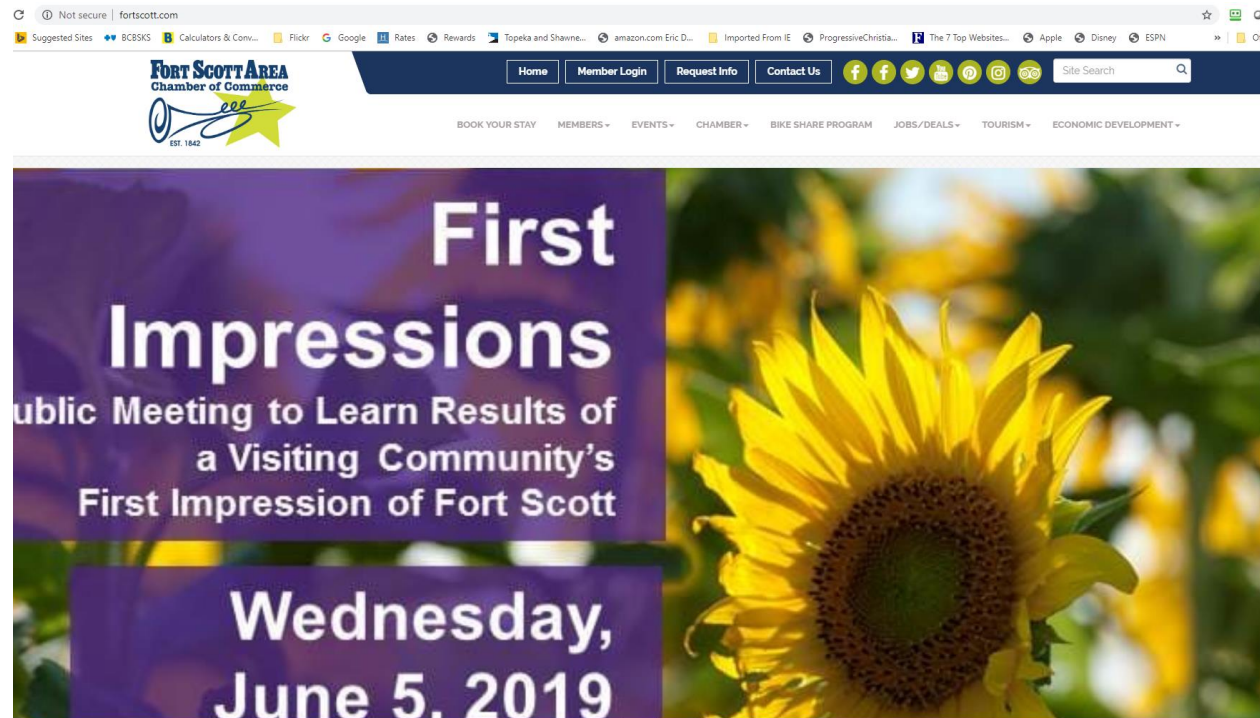 Not secure | fortscott.com
Suggested Sites BCBSKS Calculators & Conv... Flickr Google Rates Rewards Topeka and Shawne... amazon.com Eric D... Imported From IE ProgressiveChristia... The 7 Top Websites... Apple Disney ESPN »
FORT SCOTT AREA
Chamber of Commerce
EST. 1842
Home Member Login Request Info Contact Us Site Search
BOOK YOUR STAY MEMBERS EVENTS CHAMBER BIKE SHARE PROGRAM JOBS/DEALS TOURISM ECONOMIC DEVELOPMENT
First
Impressions
ublic Meeting to Learn Results of
a Visiting Community's
First Impression of Fort Scott
Wednesday,
June 5, 2019